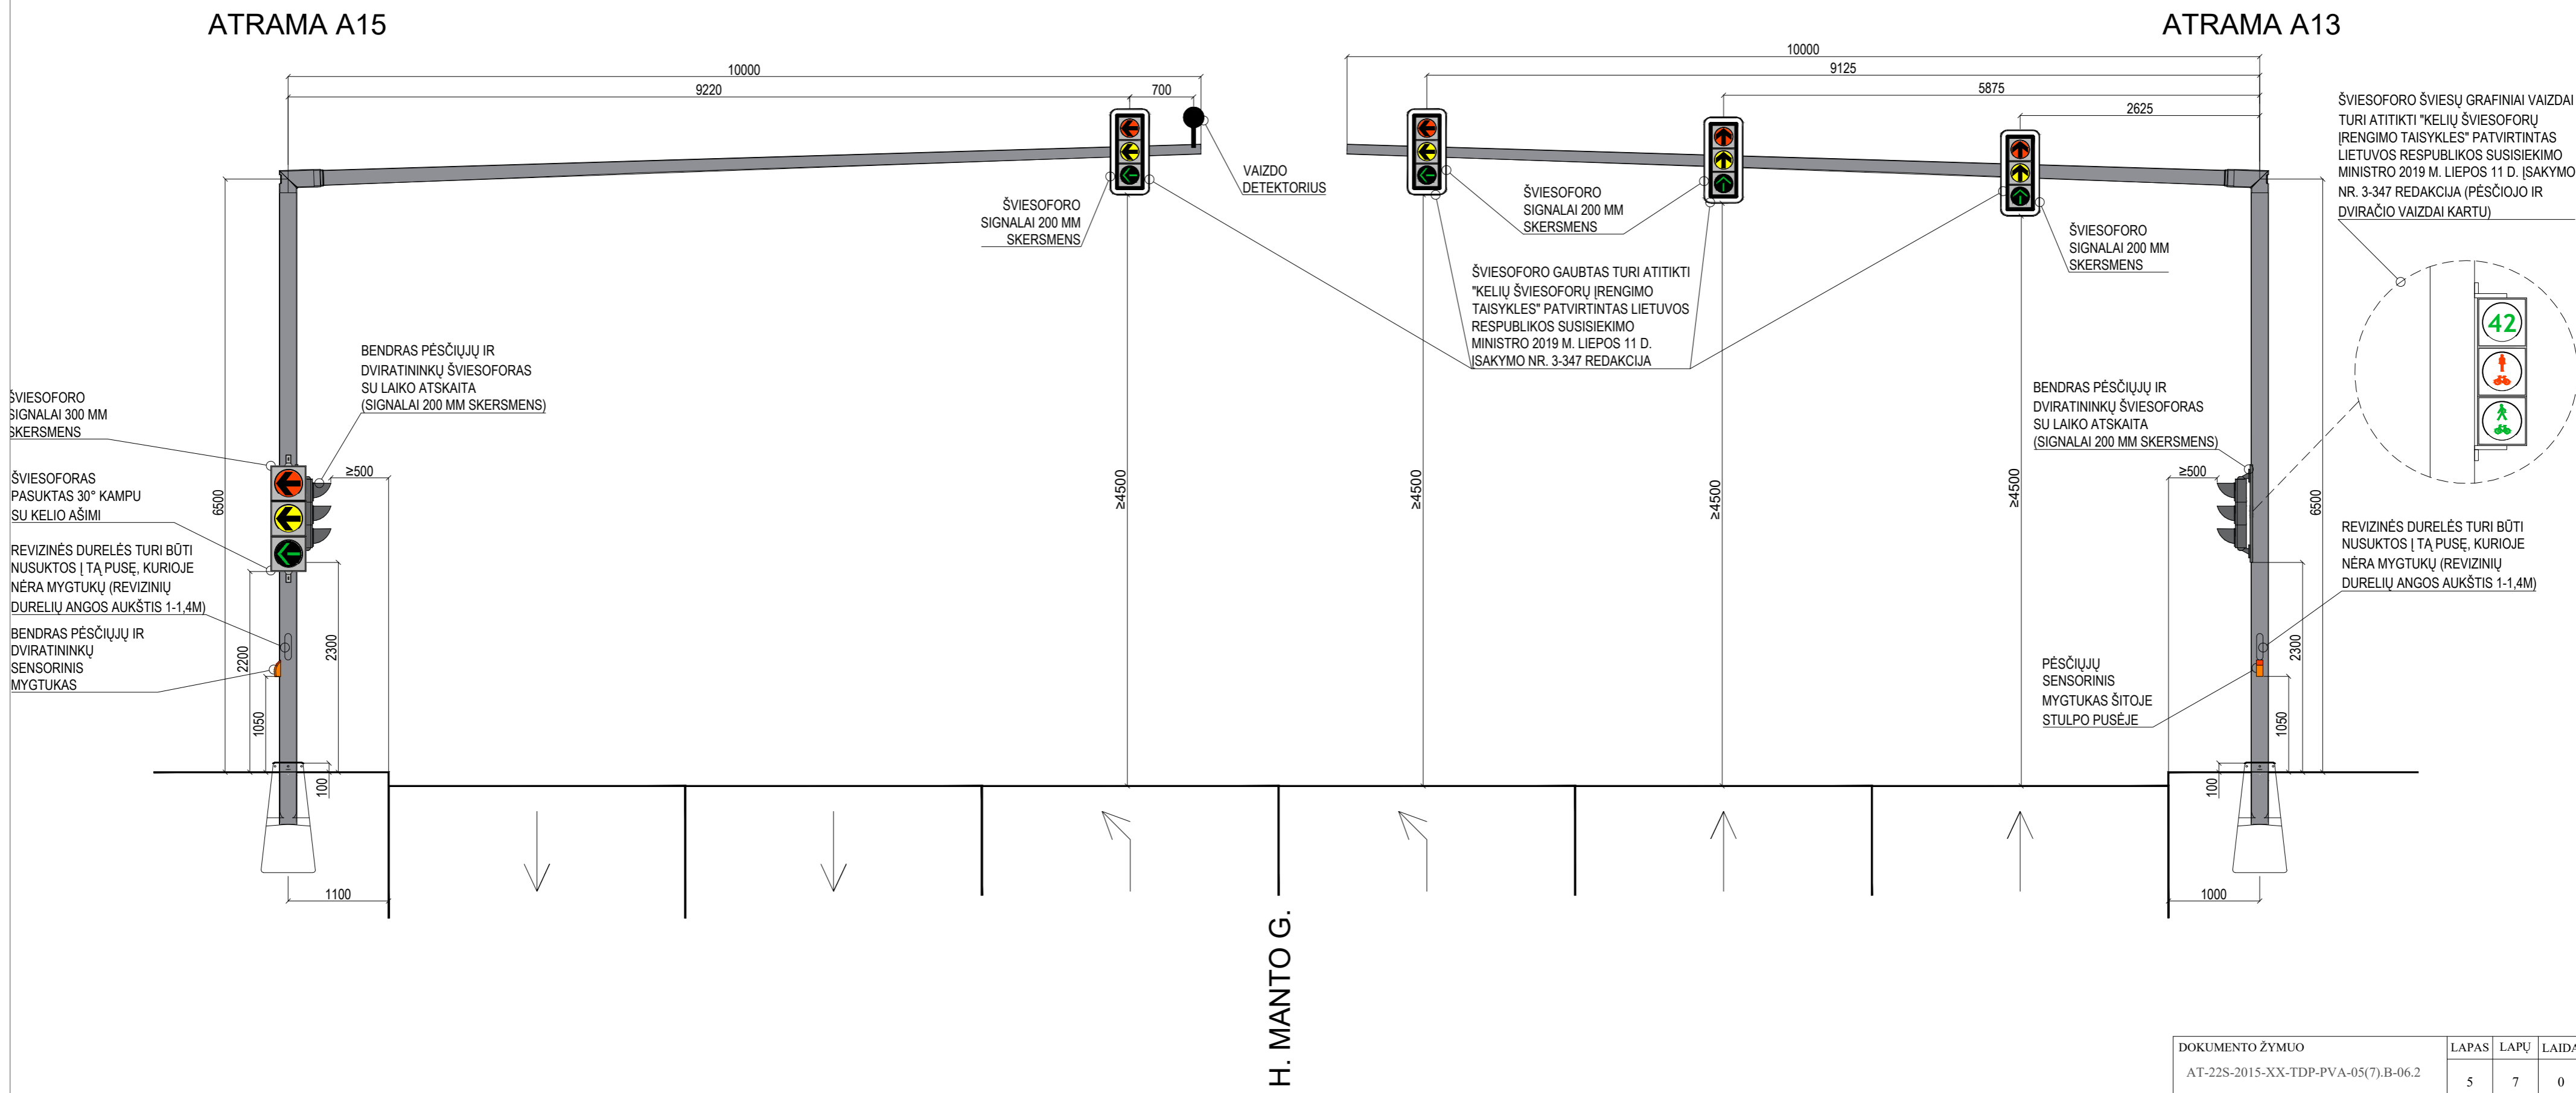 ATRAMA A15
ATRAMA A13
10000
9220
700
10000
9125
5875
2625
VAIZDO
DETEKTORIUS
ŠVIESOFORO
SIGNALAI 200 MM
SKERSMENS
ŠVIESOFORO
SIGNALAI 200 MM
SKERSMENS
ŠVIESOFORO
SIGNALAI 200 MM
SKERSMENS
ŠVIESOFORO GAUBTAS TURI ATITIKTI
"KELIŲ ŠVIESOFORŲ ĮRENGIMO
TAISYKLES" PATVIRTINTAS LIETUVOS
RESPUBLIKOS SUSISIEKIMO
MINISTRO 2019 M. LIEPOS 11 D.
ĮSAKYMO NR. 3-347 REDAKCIJA
ŠVIESOFORO ŠVIESŲ GRAFINIAI VAIZDAI
TURI ATITIKTI "KELIŲ ŠVIESOFORŲ
ĮRENGIMO TAISYKLES" PATVIRTINTAS
LIETUVOS RESPUBLIKOS SUSISIEKIMO
MINISTRO 2019 M. LIEPOS 11 D. ĮSAKYMO
NR. 3-347 REDAKCIJA (PĖSČIOJO IR
DVIRAČIO VAIZDAI KARTU)
42
BENDRAS PĖSČIŲJŲ IR
DVIRATININKŲ ŠVIESOFORAS
SU LAIKO ATSKAITA
(SIGNALAI 200 MM SKERSMENS)
ŠVIESOFORO
SIGNALAI 300 MM
SKERSMENS
ŠVIESOFORAS
PASUKTAS 30° KAMPU
SU KELIO AŠIMI
REVIZINĖS DURELĖS TURI BŪTI
NUSUKTOS Į TĄ PUSĘ, KURIOJE
NĖRA MYGTUKŲ (REVIZINIŲ
DURELIŲ ANGOS AUKŠTIS 1-1,4M)
BENDRAS PĖSČIŲJŲ IR
DVIRATININKŲ
SENSORINIS
MYGTUKAS
6500
≥500
2200
2300
1050
100
1100
≥4500
≥4500
≥4500
≥4500
BENDRAS PĖSČIŲJŲ IR
DVIRATININKŲ ŠVIESOFORAS
SU LAIKO ATSKAITA
(SIGNALAI 200 MM SKERSMENS)
≥500
6500
REVIZINĖS DURELĖS TURI BŪTI
NUSUKTOS Į TĄ PUSĘ, KURIOJE
NĖRA MYGTUKŲ (REVIZINIŲ
DURELIŲ ANGOS AUKŠTIS 1-1,4M)
PĖSČIŲJŲ
SENSORINIS
MYGTUKAS ŠITOJE
STULPO PUSĖJE
2300
1050
100
1000
H. MANTO G.
DOKUMENTO ŽYMUO
LAPAS LAPŲ LAIDA
AT-22S-2015-XX-TDP-PVA-05(7).B-06.2
5 7 0